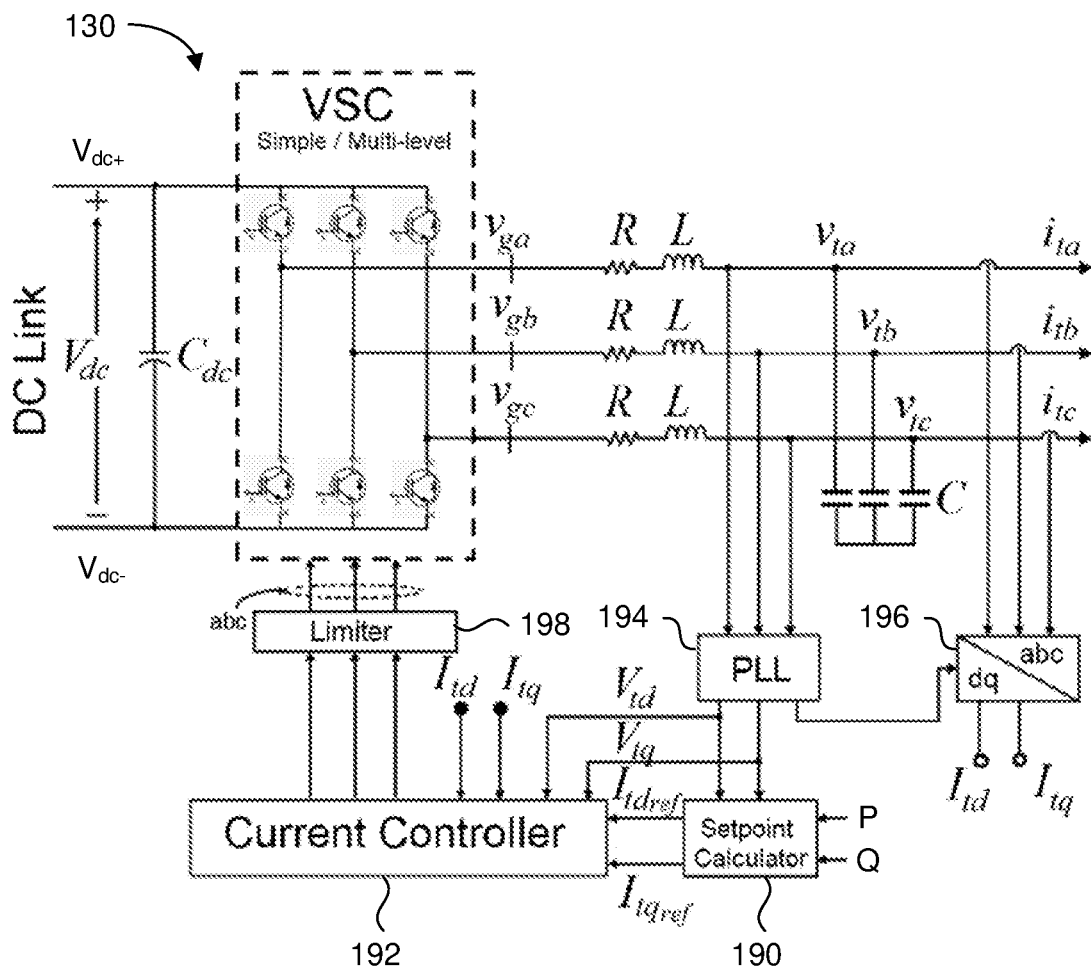 130
VSC
Simple / Multi-level
V_dc+
+
DC Link
V_dc
C_dc
−
V_dc-
v_ga
R
L
v_ta
i_ta
v_gb
R
L
v_tb
i_tb
v_gc
R
L
v_tc
i_tc
C
abc
Limiter
198
194
PLL
196
abc
dq
I_td
I_tq
V_td
V_tq
I_td
I_tq
I_tdref
Current Controller
Setpoint
Calculator
P
Q
I_tqref
192
190